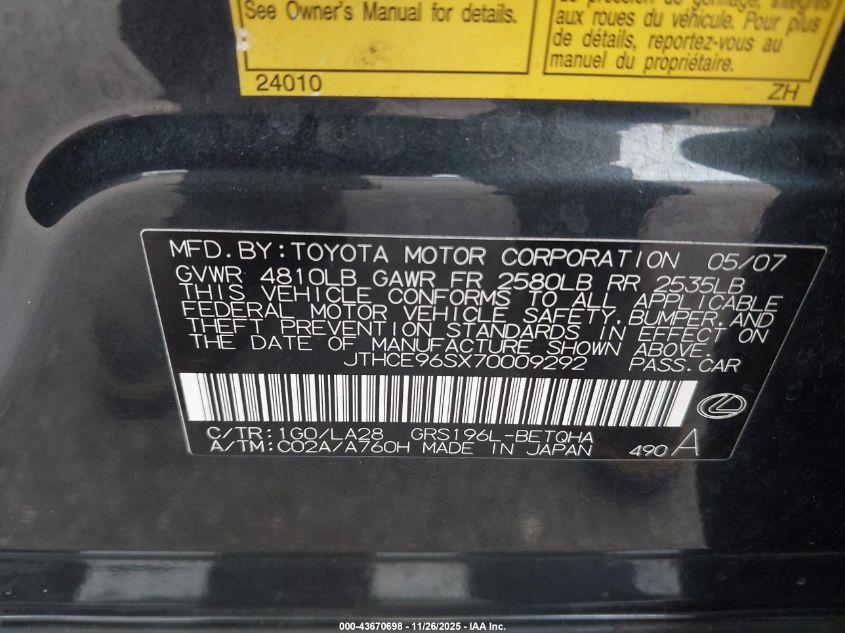 See Owner's Manual for details.
24010
aux roues du véhicule. Pour plus
de détails, reportez-vous au
manuel du propriétaire.
ZH
MFD.BY:TOYOTA MOTOR CORPORATION 05/07
GVWR 4810LB GAWR FR 2580LB RR 2535LB
THIS VEHICLE CONFORMS TO ALL APPLICABLE
FEDERAL MOTOR VEHICLE SAFETY,BUMPER,AND
THEFT PREVENTION STANDARDS IN EFFECT ON
THE DATE OF MANUFACTURE SHOWN ABOVE.
JTHCE96SX70009292 PASS.CAR
C/TR:1G0/LA28 GRS196L-BETQHA
A/TM:C02A/A760H MADE IN JAPAN 490 A
000-43670698 - 11/26/2025 - IAA Inc.